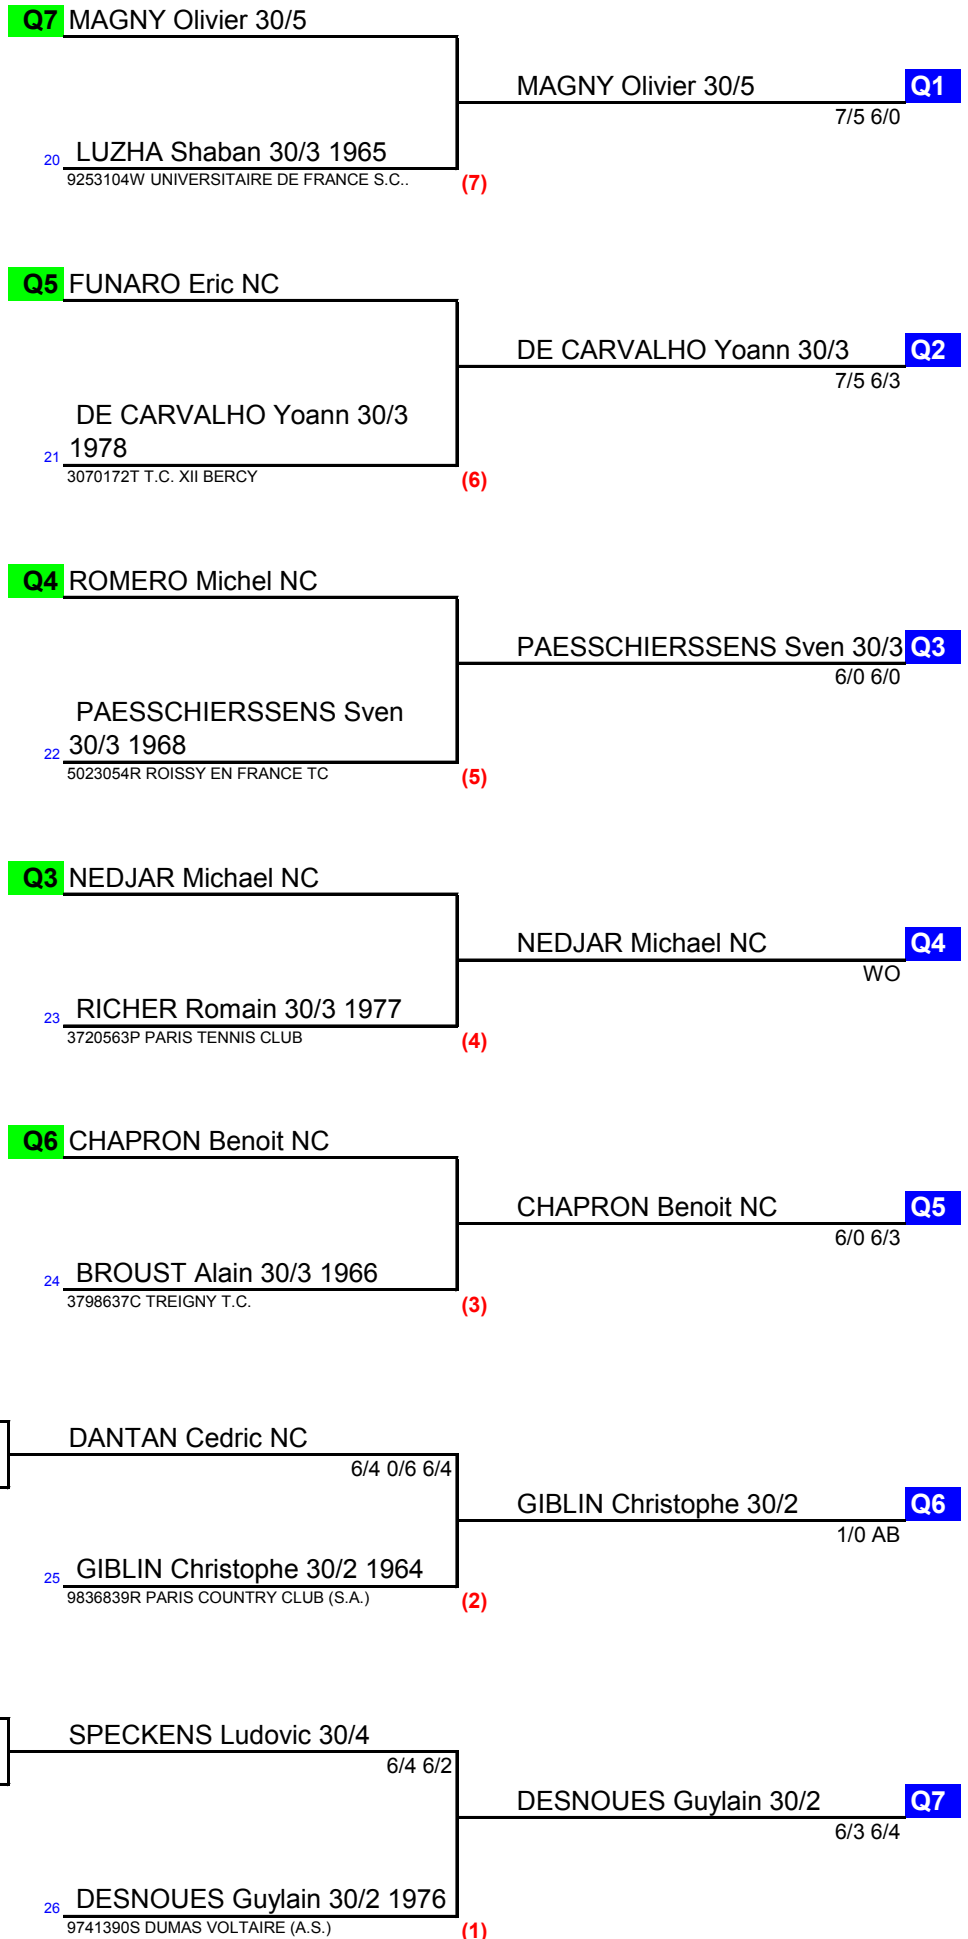 Q7 MAGNY Olivier 30/5
MAGNY Olivier 30/5 Q1
7/5 6/0
20 LUZHA Shaban 30/3 1965
9253104W UNIVERSITAIRE DE FRANCE S.C..
(7)
Q5 FUNARO Eric NC
DE CARVALHO Yoann 30/3 Q2
7/5 6/3
DE CARVALHO Yoann 30/3
21 1978
3070172T T.C. XII BERCY
(6)
Q4 ROMERO Michel NC
PAESSCHIERSSENS Sven 30/3 Q3
6/0 6/0
PAESSCHIERSSENS Sven
22 30/3 1968
5023054R ROISSY EN FRANCE TC
(5)
Q3 NEDJAR Michael NC
NEDJAR Michael NC Q4
WO
23 RICHER Romain 30/3 1977
3720563P PARIS TENNIS CLUB
(4)
Q6 CHAPRON Benoit NC
CHAPRON Benoit NC Q5
6/0 6/3
24 BROUST Alain 30/3 1966
3798637C TREIGNY T.C.
(3)
DANTAN Cedric NC
6/4 0/6 6/4
GIBLIN Christophe 30/2 Q6
1/0 AB
25 GIBLIN Christophe 30/2 1964
9836839R PARIS COUNTRY CLUB (S.A.)
(2)
SPECKENS Ludovic 30/4
6/4 6/2
DESNOUES Guylain 30/2 Q7
6/3 6/4
26 DESNOUES Guylain 30/2 1976
9741390S DUMAS VOLTAIRE (A.S.)
(1)